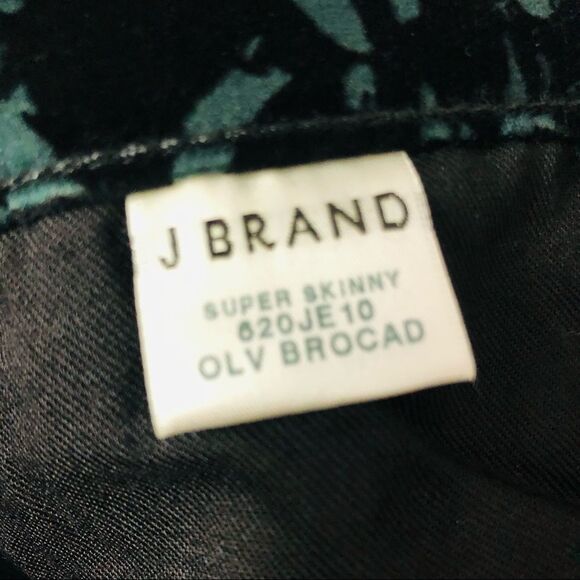 J BRAND
SUPER SKINNY
620JE10
OLV BROCAD